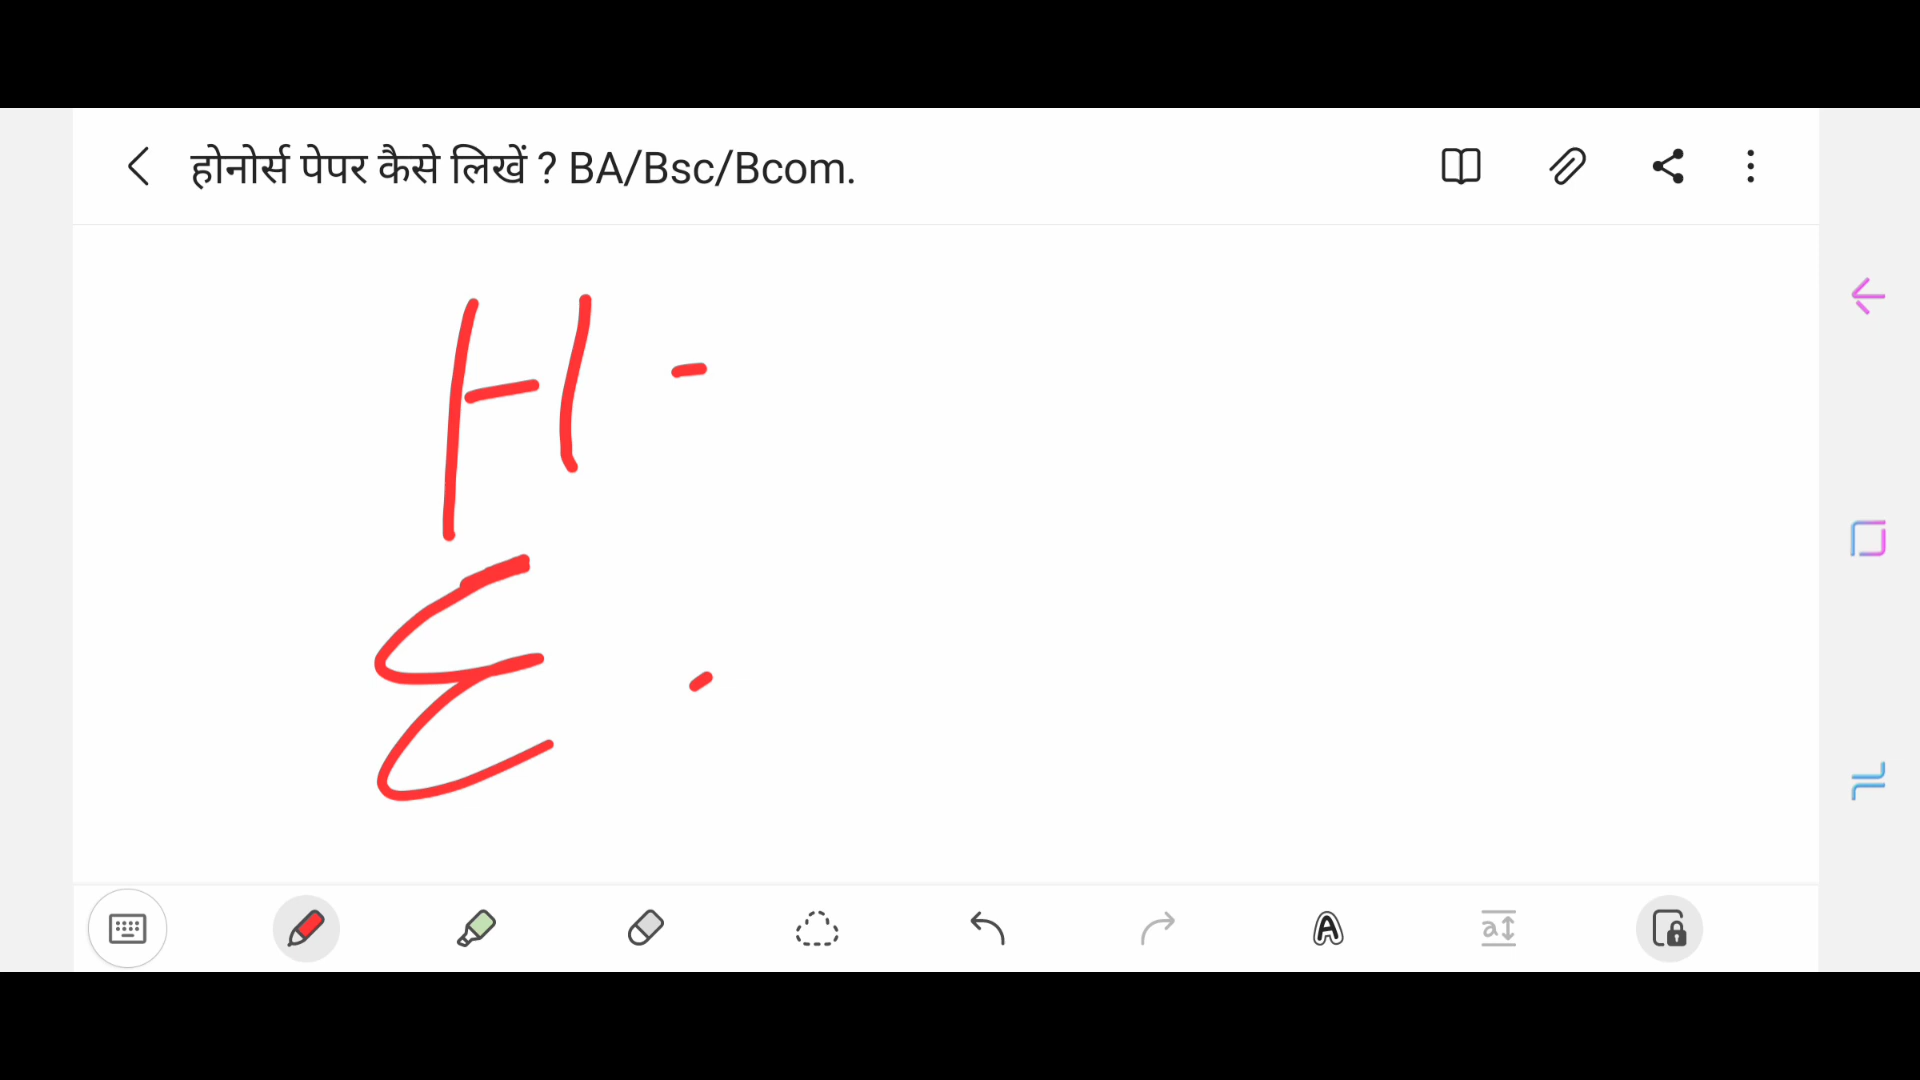 होनोर्स पेपर कैसे लिखें ? BA/Bsc/Bcom.
H -
E -